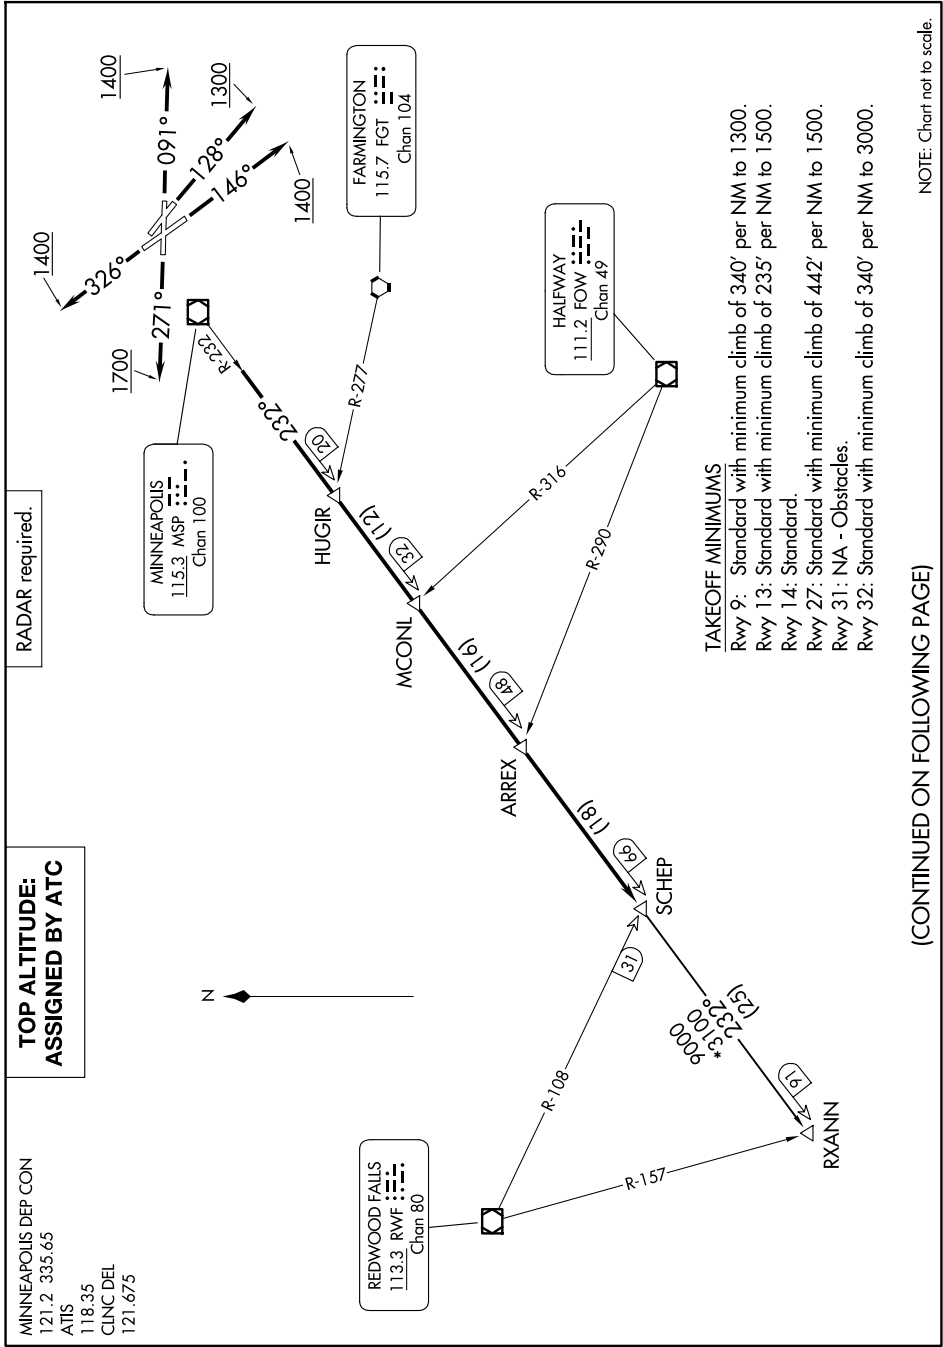 MINNEAPOLIS DEP CON
121.2 335.65
ATIS
118.35
CLNC DEL
121.675
TOP ALTITUDE:
ASSIGNED BY ATC
RADAR required.
N
MINNEAPOLIS
115.3 MSP
Chan 100
1400
1700
1400
1300
1400
326°
271°
091°
128°
146°
FARMINGTON
115.7 FGT
Chan 104
R-232
232°
R-277
20
HUGIR
(12)
32
MCONL
R-316
(16)
48
ARREX
R-290
HALFWAY
111.2 FOW
Chan 49
(18)
66
SCHEP
REDWOOD FALLS
113.3 RWF
Chan 80
R-108
31
R-157
9000
*3100
232°
(25)
91
RXANN
TAKEOFF MINIMUMS
Rwy 9: Standard with minimum climb of 340' per NM to 1300.
Rwy 13: Standard with minimum climb of 235' per NM to 1500.
Rwy 14: Standard.
Rwy 27: Standard with minimum climb of 442' per NM to 1500.
Rwy 31: NA - Obstacles.
Rwy 32: Standard with minimum climb of 340' per NM to 3000.
NOTE: Chart not to scale.
(CONTINUED ON FOLLOWING PAGE)